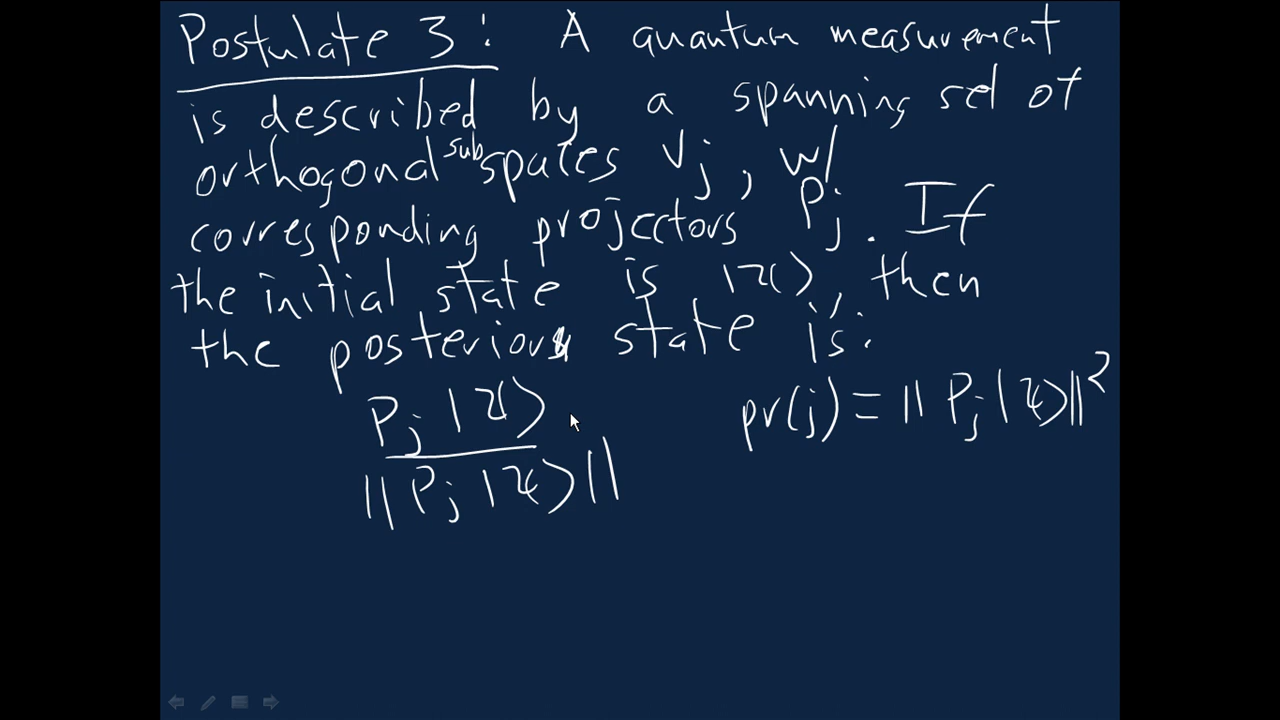 Postulate 3: A quantum measurement
is described by a spanning set of
orthogonal subspaces Vj, w/
corresponding projectors Pj. If
the initial state is |ψ⟩, then
the posterior state is:
Pj |ψ⟩
|| Pj |ψ⟩ ||
pr(j) = || Pj |ψ⟩||²